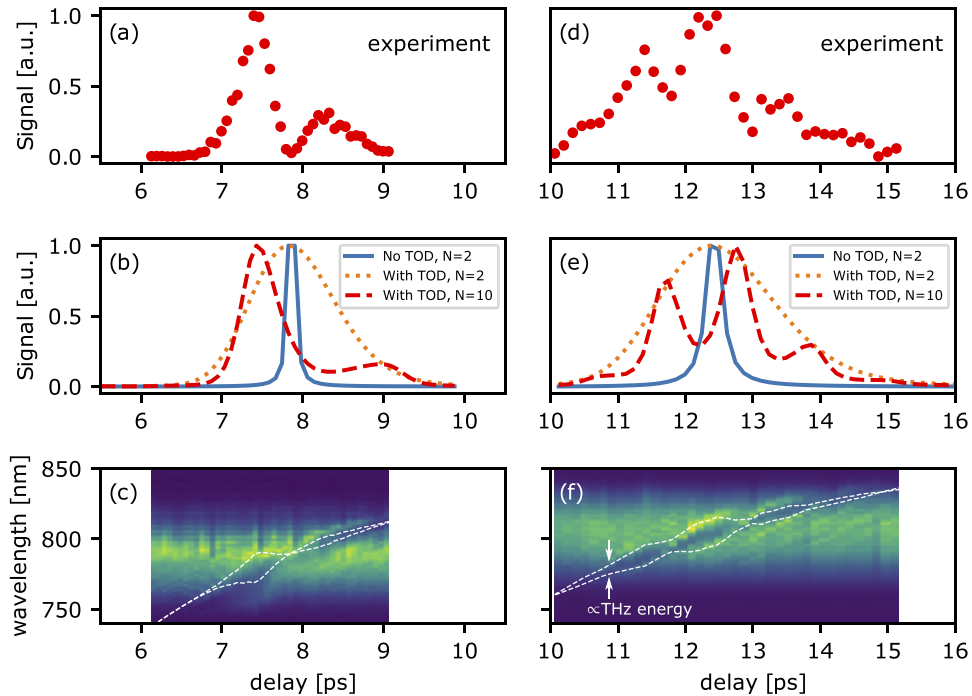 (a)
experiment
Signal [a.u.]
1.0
0.5
0.0
6 7 8 9 10
(d)
experiment
10 11 12 13 14 15 16
(b)
No TOD, N=2
With TOD, N=2
With TOD, N=10
Signal [a.u.]
1.0
0.5
0.0
6 7 8 9 10
(e)
No TOD, N=2
With TOD, N=2
With TOD, N=10
10 11 12 13 14 15 16
(c)
wavelength [nm]
850
800
750
6 7 8 9 10
delay [ps]
(f)
∝THz energy
10 11 12 13 14 15 16
delay [ps]